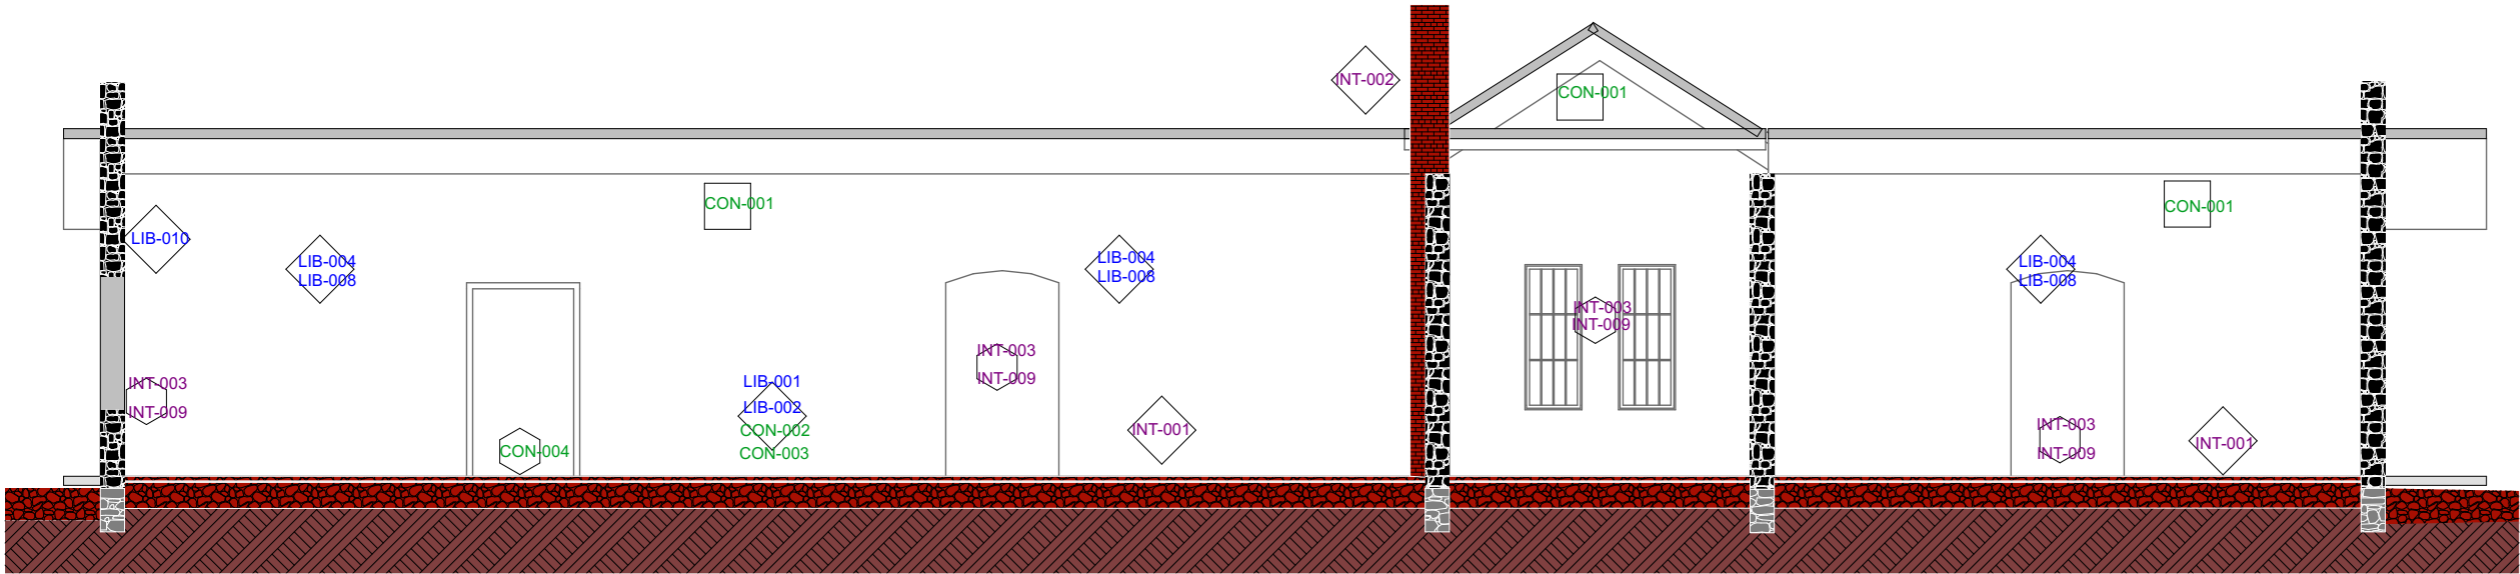 INT-002
CON-001
CON-001
CON-001
LIB-010
LIB-004
LIB-008
LIB-004
LIB-008
LIB-004
LIB-008
INT-003
INT-009
INT-003
INT-009
INT-003
INT-009
LIB-001
LIB-002
CON-002
CON-003
CON-004
INT-001
INT-003
INT-009
INT-001